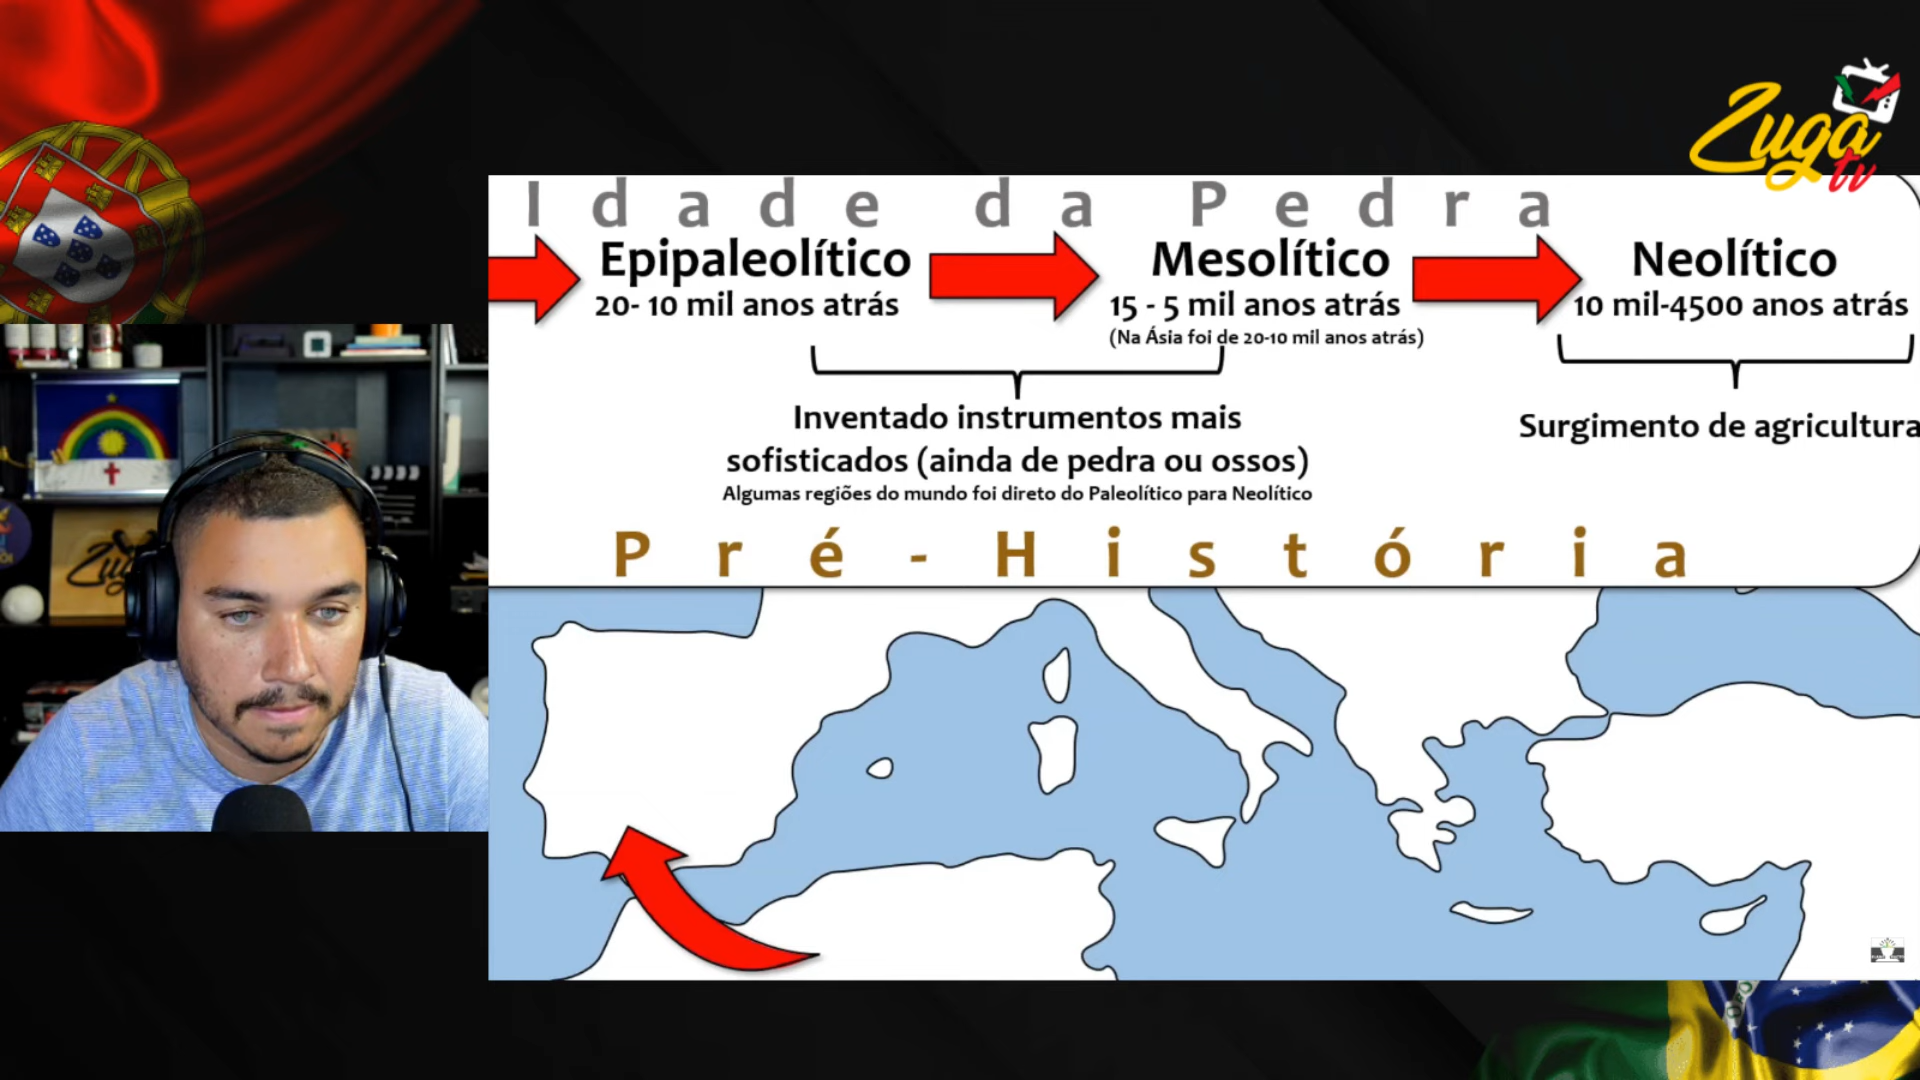 Zuga
tv
Idade da Pedra
Epipaleolítico
20- 10 mil anos atrás
Mesolítico
15 - 5 mil anos atrás
(Na Ásia foi de 20-10 mil anos atrás)
Neolítico
10 mil-4500 anos atrás
Inventado instrumentos mais
sofisticados (ainda de pedra ou ossos)
Algumas regiões do mundo foi direto do Paleolítico para Neolítico
Surgimento de agricultura
Pré-História